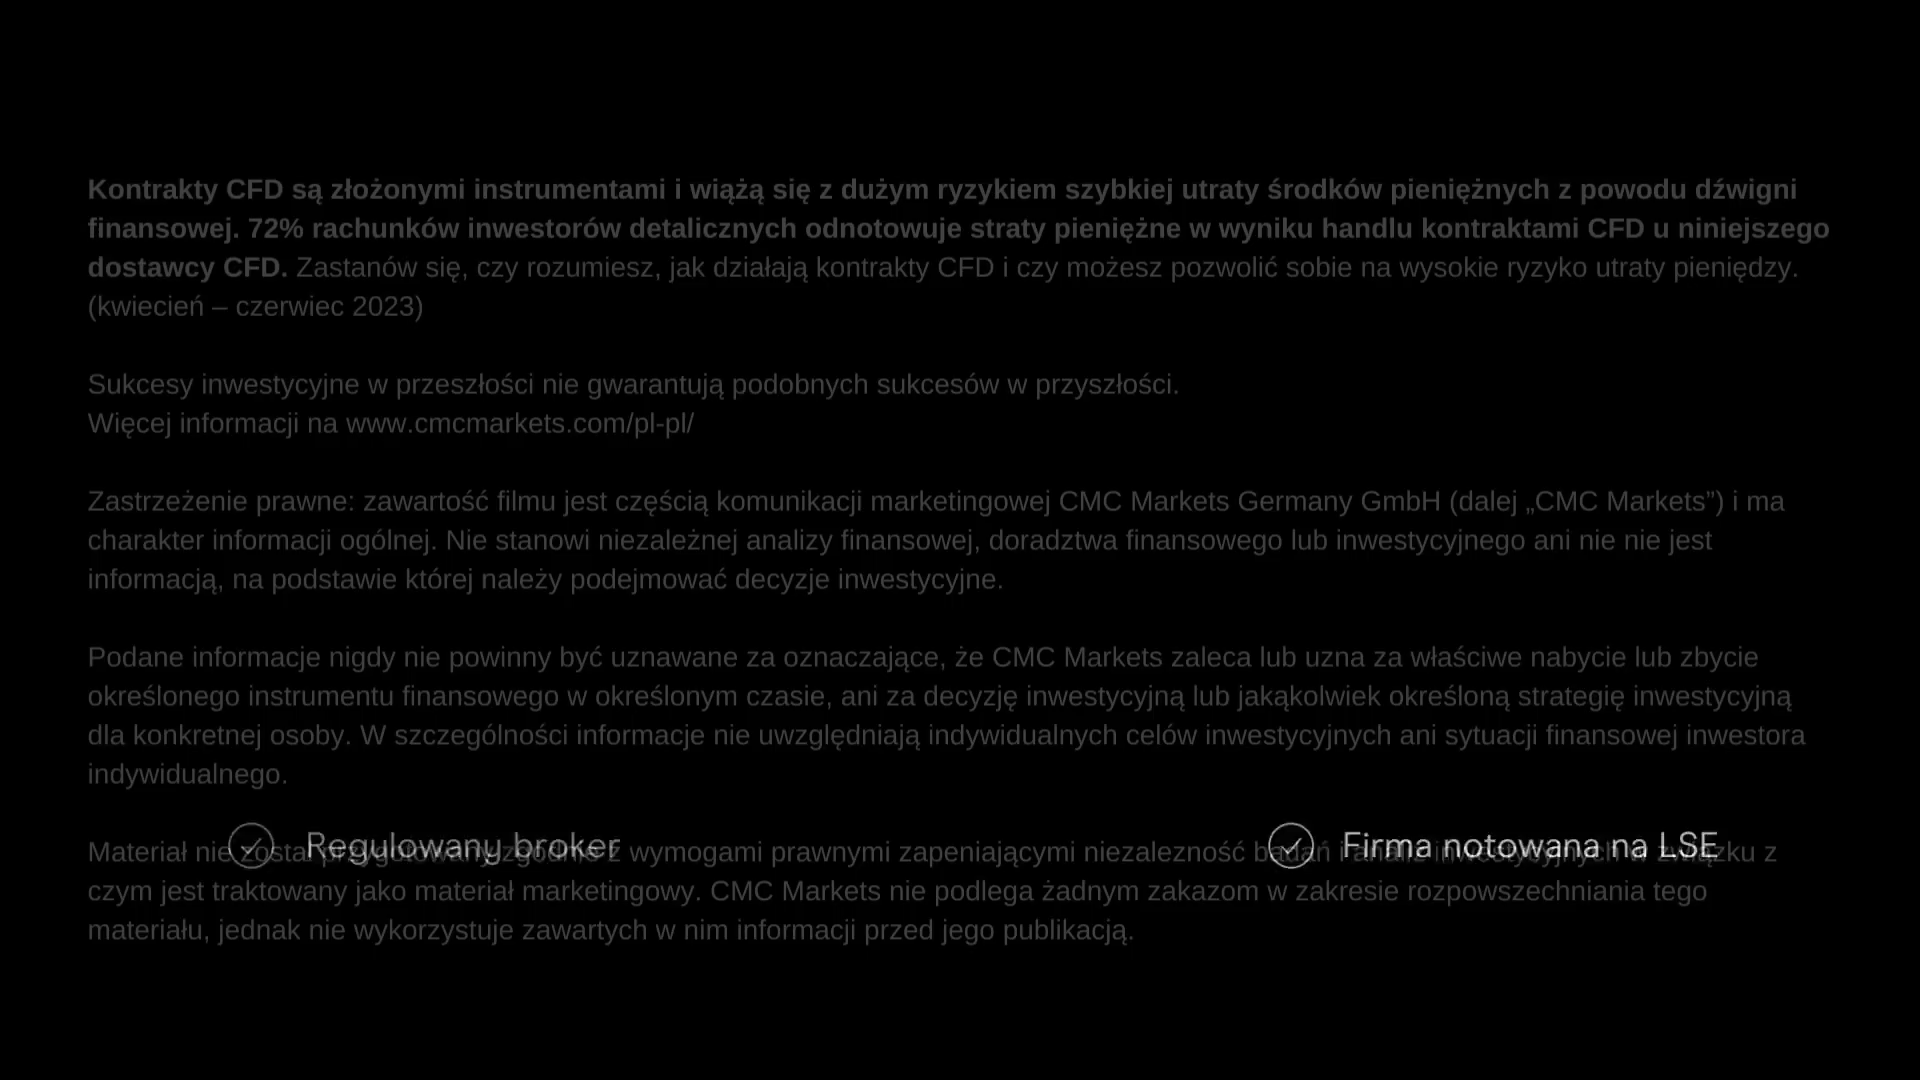 Kontrakty CFD są złożonymi instrumentami i wiążą się z dużym ryzykiem szybkiej utraty środków pieniężnych z powodu dźwigni
finansowej. 72% rachunków inwestorów detalicznych odnotowuje straty pieniężne w wyniku handlu kontraktami CFD u niniejszego
dostawcy CFD. Zastanów się, czy rozumiesz, jak działają kontrakty CFD i czy możesz pozwolić sobie na wysokie ryzyko utraty pieniędzy.
(kwiecień – czerwiec 2023)
Sukcesy inwestycyjne w przeszłości nie gwarantują podobnych sukcesów w przyszłości.
Więcej informacji na www.cmcmarkets.com/pl-pl/
Zastrzeżenie prawne: zawartość filmu jest częścią komunikacji marketingowej CMC Markets Germany GmbH (dalej „CMC Markets”) i ma
charakter informacji ogólnej. Nie stanowi niezależnej analizy finansowej, doradztwa finansowego lub inwestycyjnego ani nie nie jest
informacją, na podstawie której należy podejmować decyzje inwestycyjne.
Podane informacje nigdy nie powinny być uznawane za oznaczające, że CMC Markets zaleca lub uzna za właściwe nabycie lub zbycie
określonego instrumentu finansowego w określonym czasie, ani za decyzję inwestycyjną lub jakąkolwiek określoną strategię inwestycyjną
dla konkretnej osoby. W szczególności informacje nie uwzględniają indywidualnych celów inwestycyjnych ani sytuacji finansowej inwestora
indywidualnego.
Regulowany broker
Firma notowana na LSE
Materiał nie z wymogami prawnymi zapeniającymi niezalezność i z
czym jest traktowany jako materiał marketingowy. CMC Markets nie podlega żadnym zakazom w zakresie rozpowszechniania tego
materiału, jednak nie wykorzystuje zawartych w nim informacji przed jego publikacją.